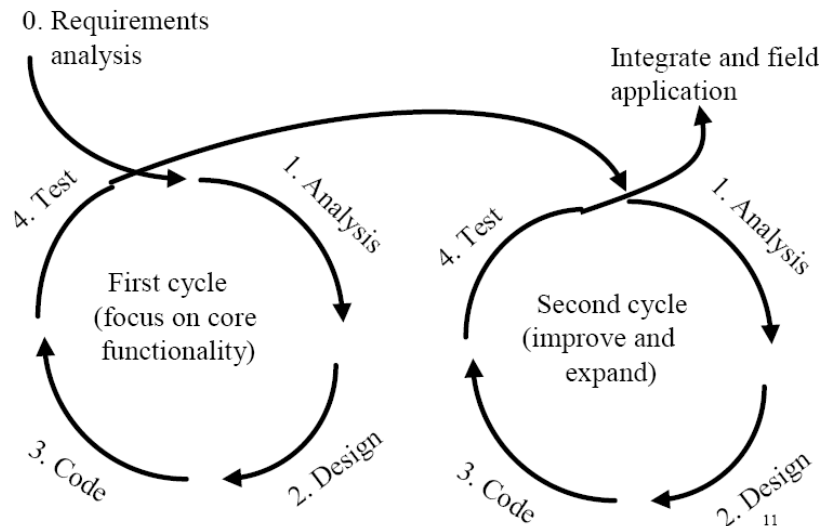 0. Requirements
analysis
4. Test
1. Analysis
First cycle
(focus on core
functionality)
3. Code
2. Design
Integrate and field
application
4. Test
1. Analysis
Second cycle
(improve and
expand)
3. Code
2. Design
11